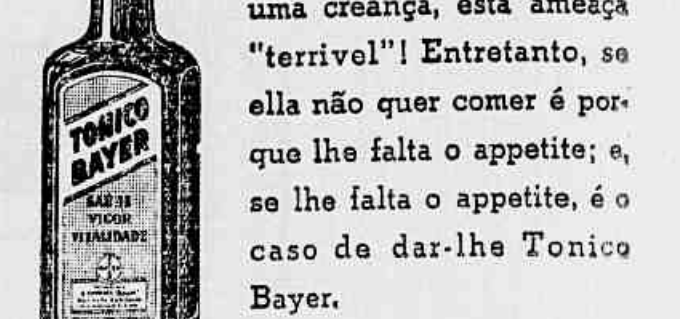 TONICO
BAYER
SAÚDE
VIGOR
VITALIDADE
uma creança, esta ameaça
"terrivel"! Entretanto, se
ella não quer comer é por-
que lhe falta o appetite; e,
se lhe falta o appetite, é o
caso de dar-lhe Tonico
Bayer.